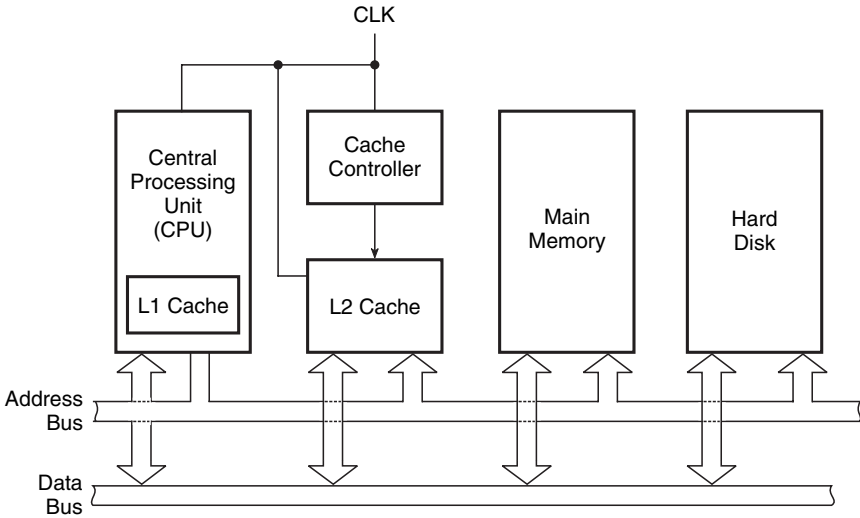 CLK
Central
Processing
Unit
(CPU)
L1 Cache
Cache
Controller
L2 Cache
Main
Memory
Hard
Disk
Address
Bus
Data
Bus